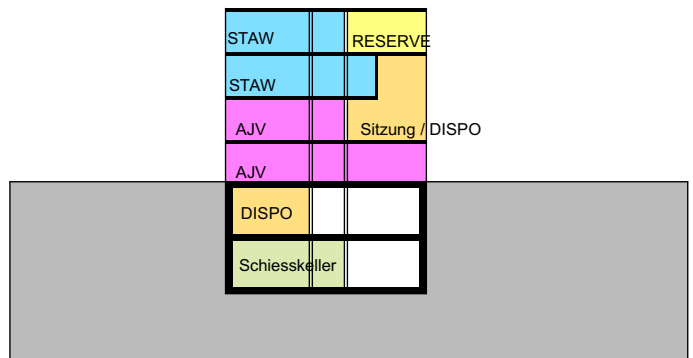 STAW
RESERVE
STAW
AJV
Sitzung / DISPO
AJV
DISPO
Schiesskeller